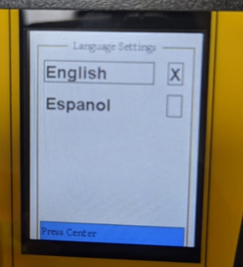 Language Settings
English X
Espanol
Press Center